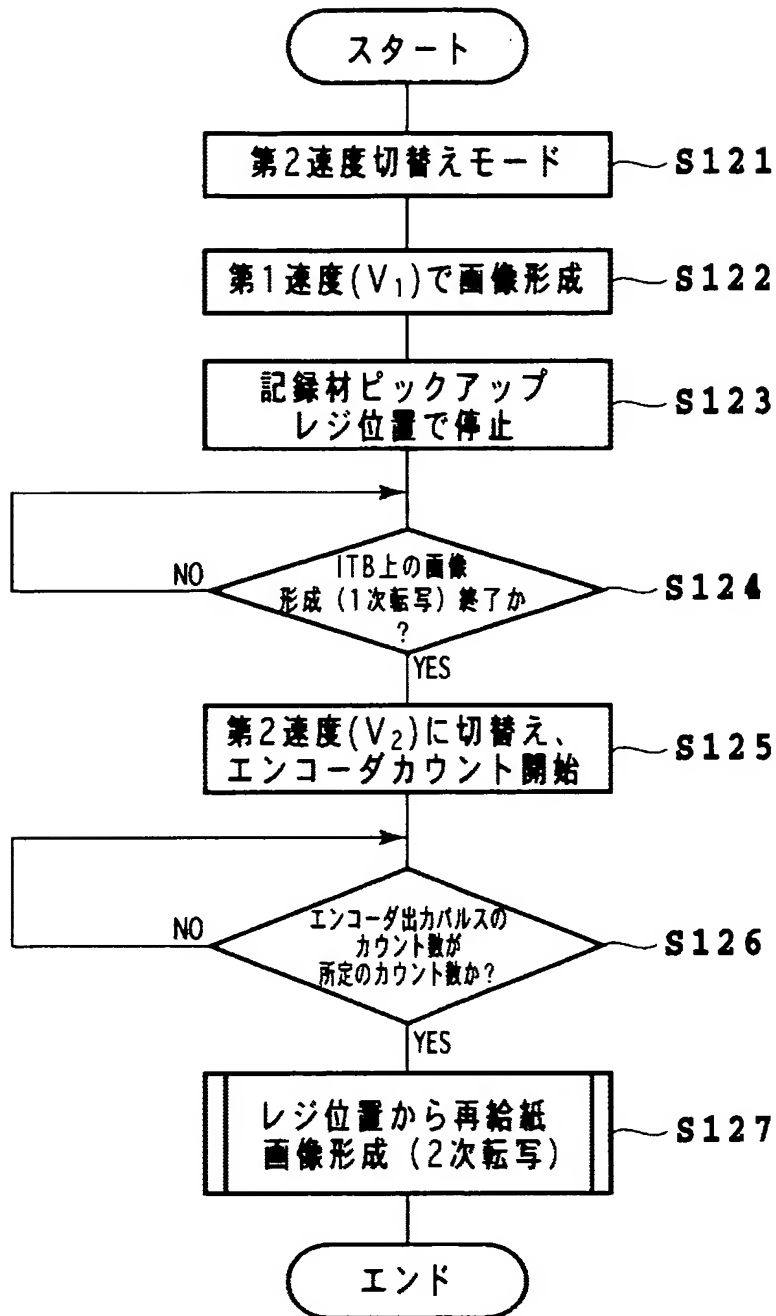 スタート
第2速度切替えモード
S121
第1速度(V₁)で画像形成
S122
記録材ピックアップ
レジ位置で停止
S123
ITB上の画像
形成（1次転写）終了か
?
S124
NO
YES
第2速度(V₂)に切替え、
エンコーダカウント開始
S125
エンコーダ出力パルスの
カウント数が
所定のカウント数か?
S126
NO
YES
レジ位置から再給紙
画像形成（2次転写）
S127
エンド